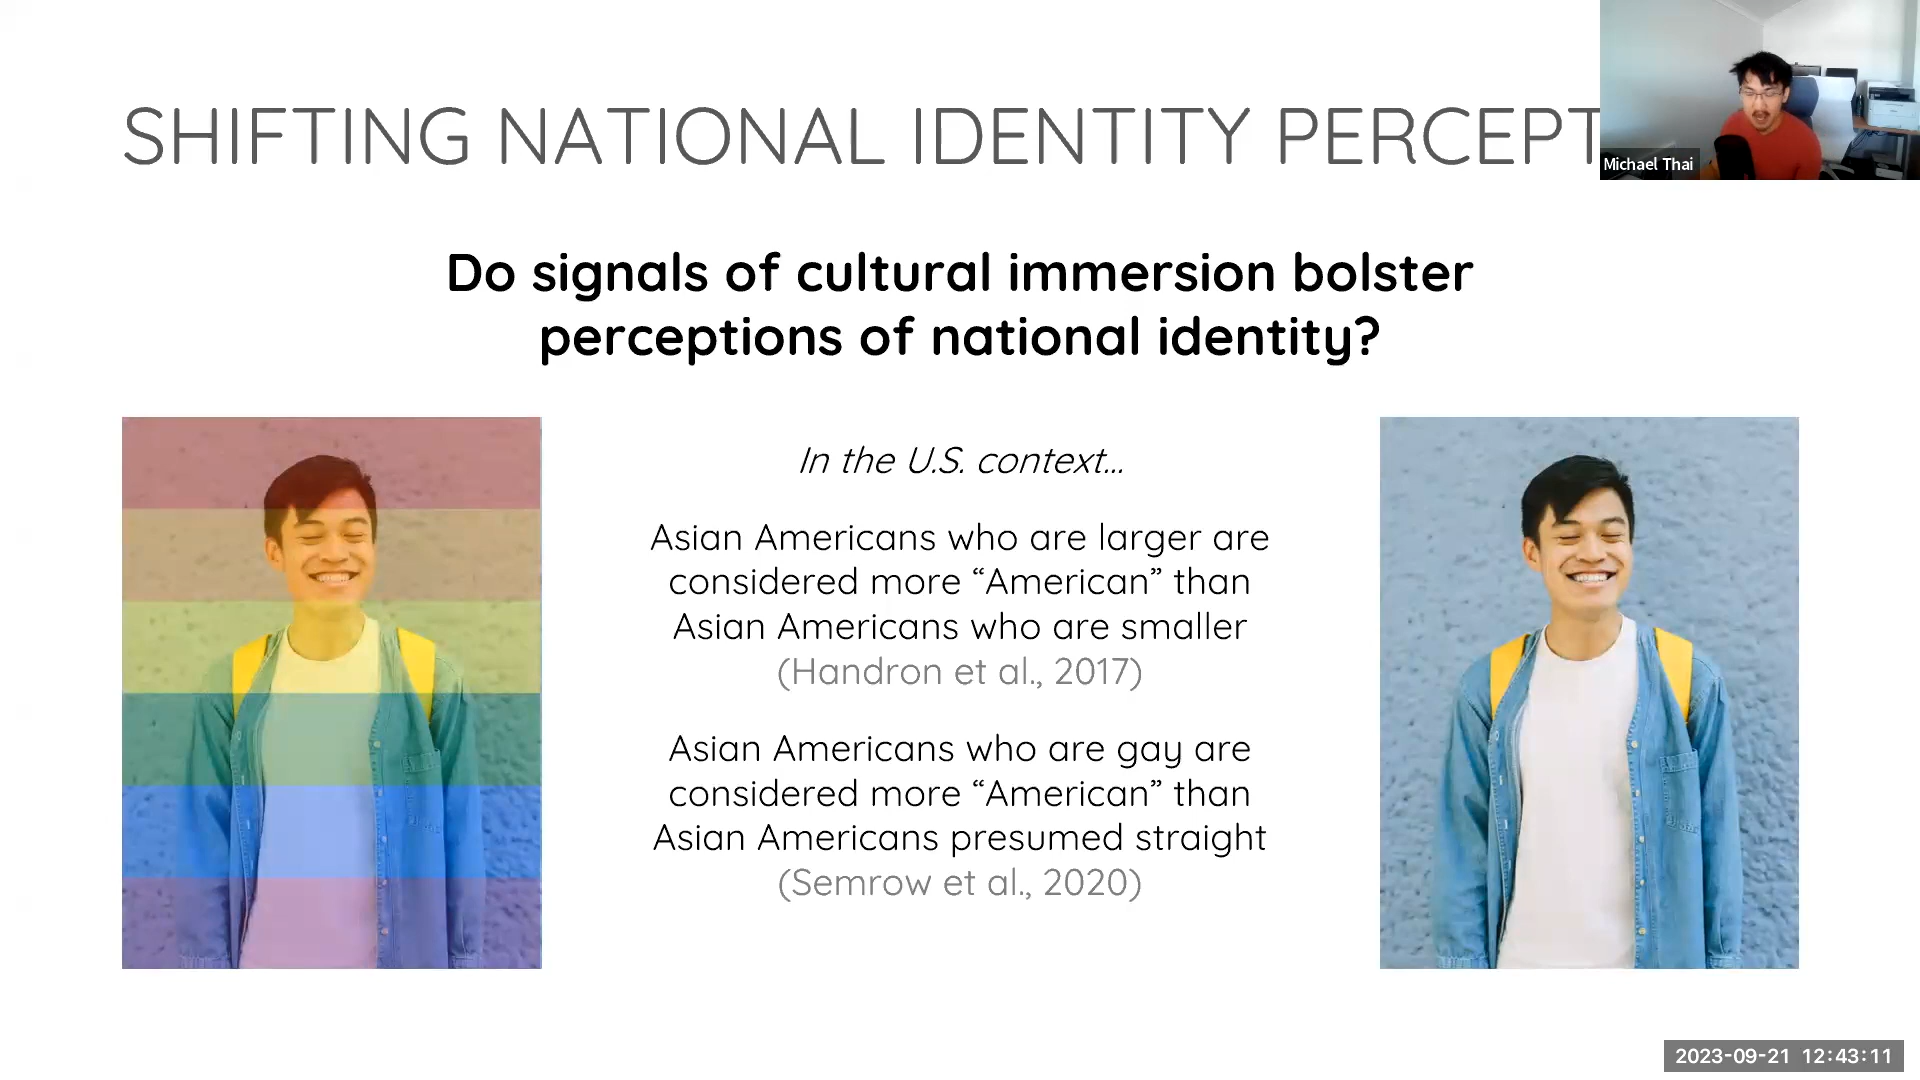 SHIFTING NATIONAL IDENTITY PERCEPT
Michael Thai
Do signals of cultural immersion bolster
perceptions of national identity?
In the U.S. context...
Asian Americans who are larger are
considered more “American” than
Asian Americans who are smaller
(Handron et al., 2017)
Asian Americans who are gay are
considered more “American” than
Asian Americans presumed straight
(Semrow et al., 2020)
2023-09-21 12:43:11